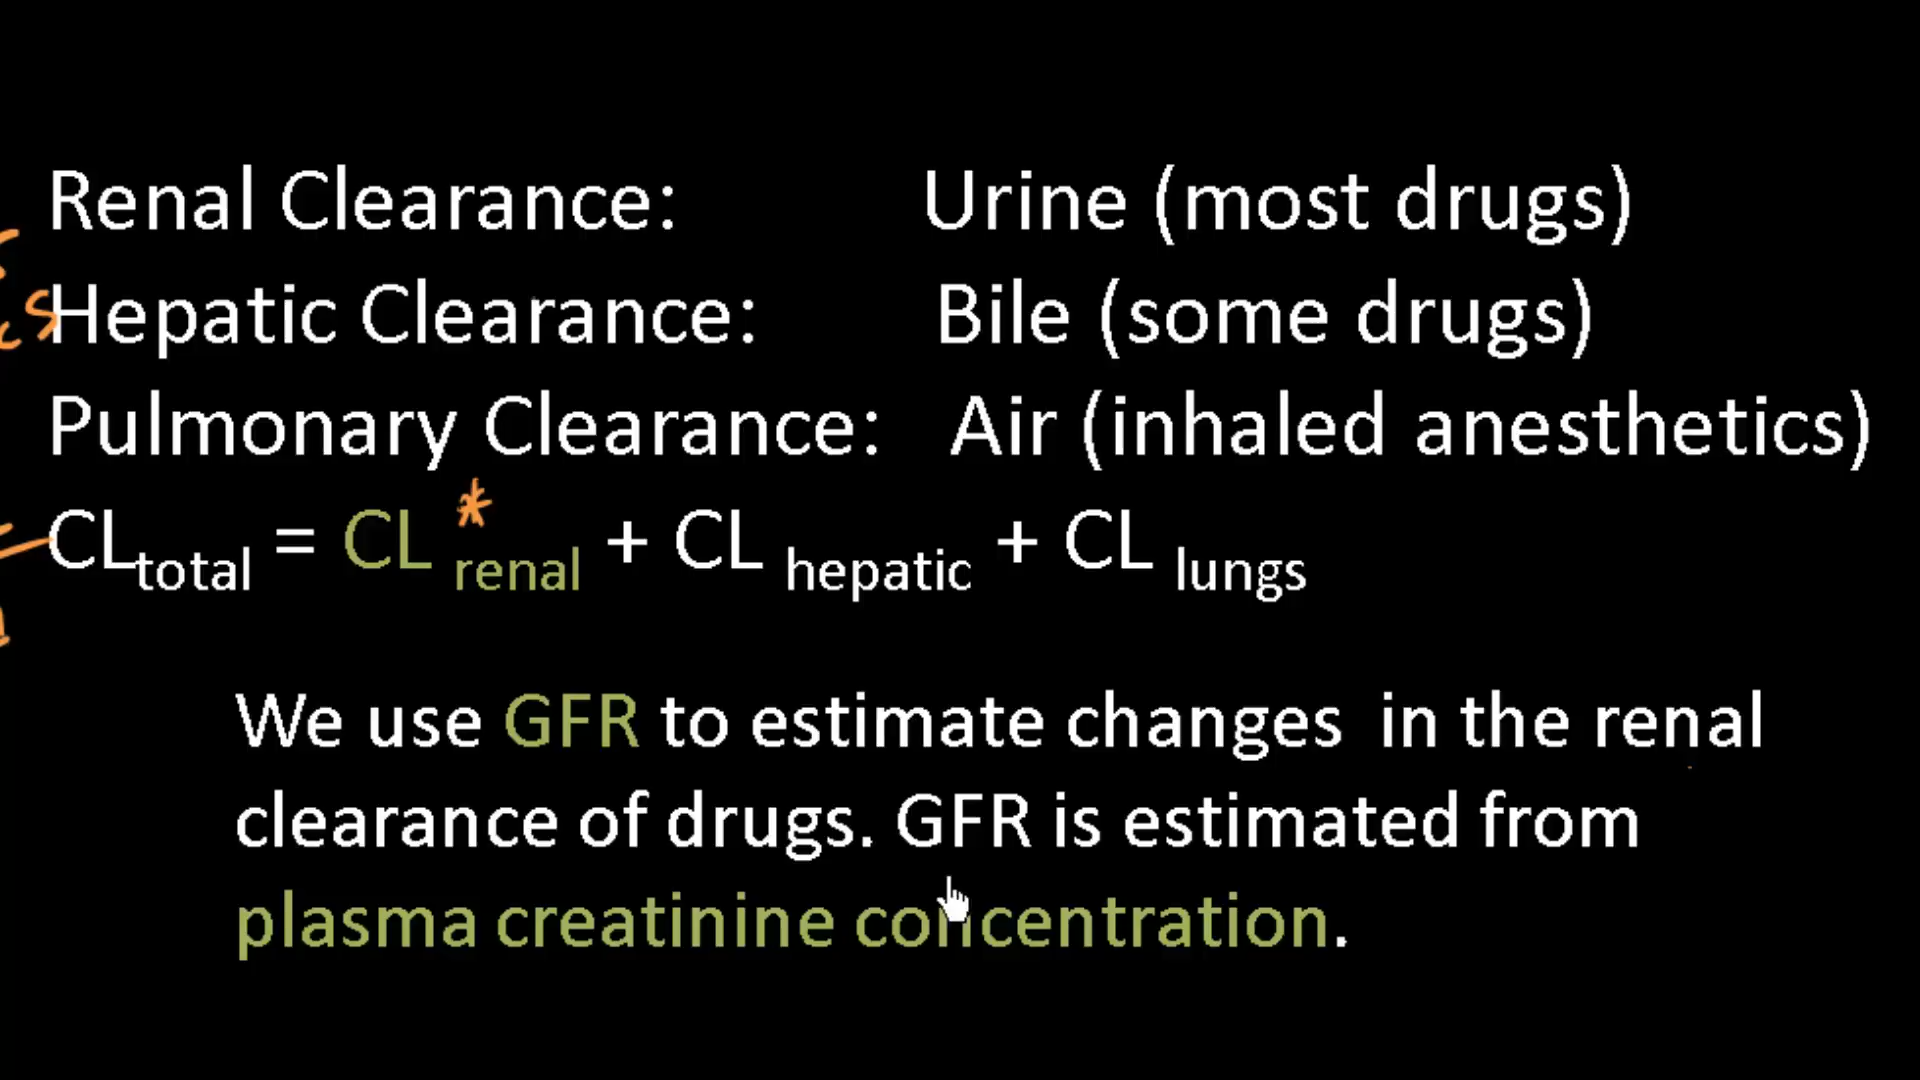 Renal Clearance: Urine (most drugs)
Hepatic Clearance: Bile (some drugs)
Pulmonary Clearance: Air (inhaled anesthetics)
CLtotal = CL * renal + CL hepatic + CL lungs
We use GFR to estimate changes in the renal
clearance of drugs. GFR is estimated from
plasma creatinine concentration.